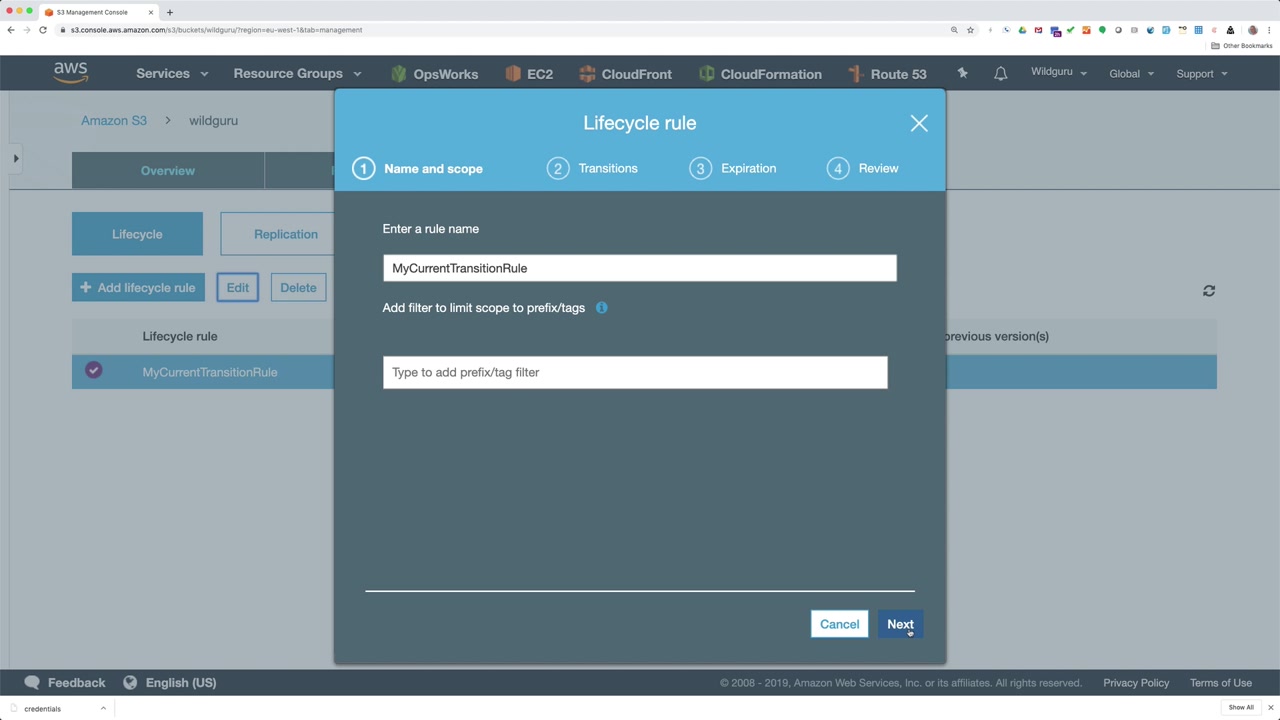 S3 Management Console
s3.console.aws.amazon.com/s3/buckets/wildguru/?region=eu-west-1&tab=management
Other Bookmarks
aws Services Resource Groups OpsWorks EC2 CloudFront CloudFormation Route 53 Wildguru Global Support
Amazon S3 > wildguru
Overview
Lifecycle Replication
+ Add lifecycle rule Edit Delete
Lifecycle rule previous version(s)
MyCurrentTransitionRule
Lifecycle rule
1 Name and scope 2 Transitions 3 Expiration 4 Review
Enter a rule name
MyCurrentTransitionRule
Add filter to limit scope to prefix/tags
Type to add prefix/tag filter
Cancel Next
Feedback English (US) © 2008 - 2019, Amazon Web Services, Inc. or its affiliates. All rights reserved. Privacy Policy Terms of Use
credentials Show All